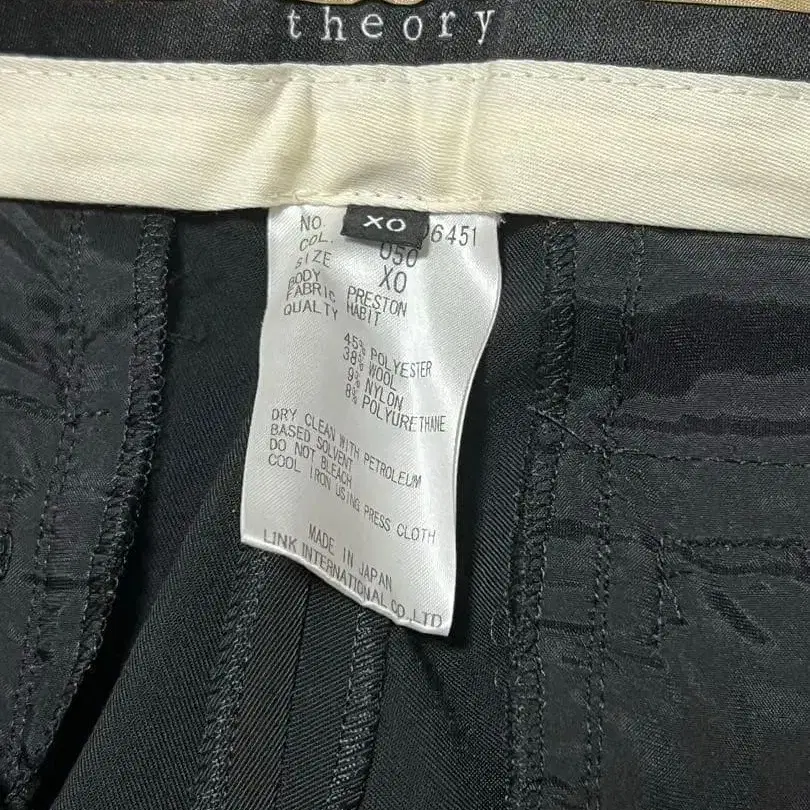 theory
XO
NO. 06451
COL. 050
SIZE XO
BODY PRESTON
FABRIC HABIT
QUALTY
45% POLYESTER
38% WOOL
9% NYLON
8% POLYURETHANE
DRY CLEAN WITH PETROLEUM
BASED SOLVENT
DO NOT BLEACH
COOL IRON USING PRESS CLOTH
MADE IN JAPAN
LINK INTERNATIONAL CO.,LTD